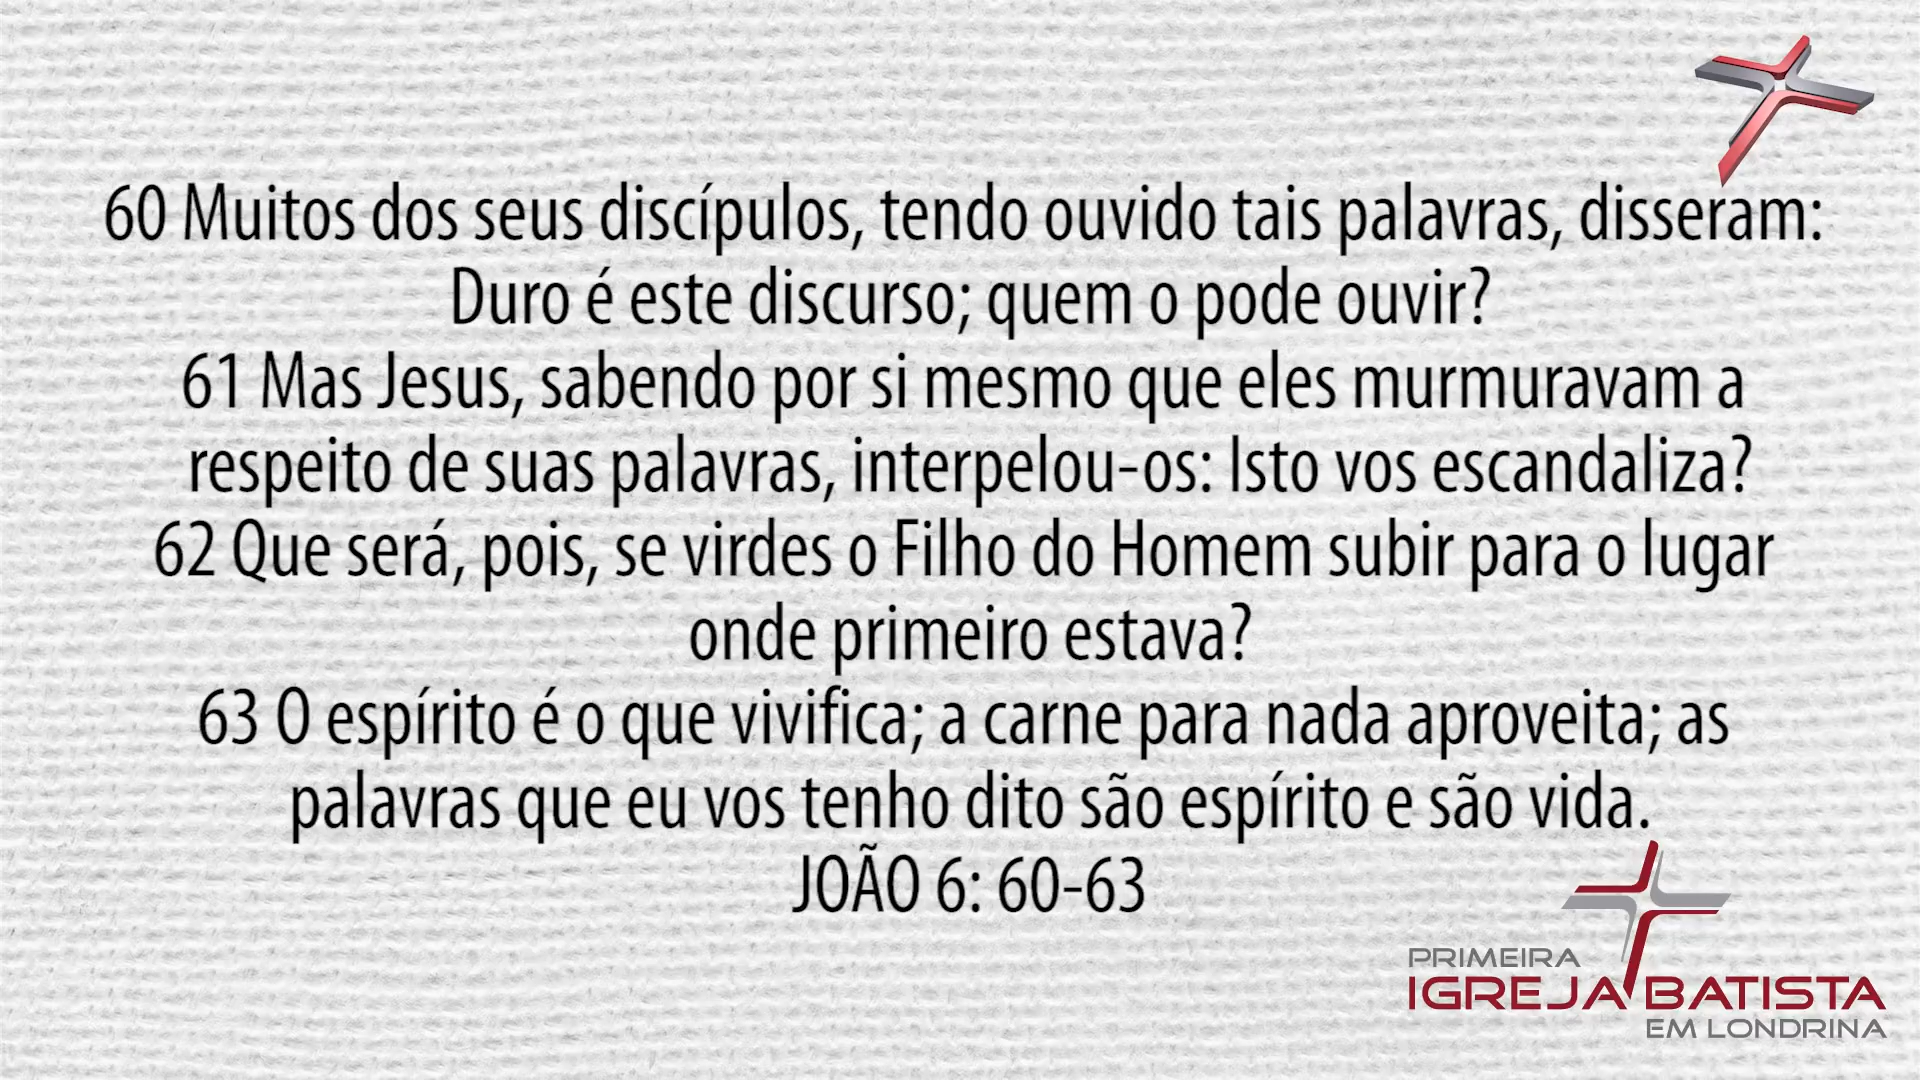 60 Muitos dos seus discípulos, tendo ouvido tais palavras, disseram:
Duro é este discurso; quem o pode ouvir?
61 Mas Jesus, sabendo por si mesmo que eles murmuravam a
respeito de suas palavras, interpelou-os: Isto vos escandaliza?
62 Que será, pois, se virdes o Filho do Homem subir para o lugar
onde primeiro estava?
63 O espírito é o que vivifica; a carne para nada aproveita; as
palavras que eu vos tenho dito são espírito e são vida.
JOÃO 6: 60-63
PRIMEIRA
IGREJA BATISTA
EM LONDRINA